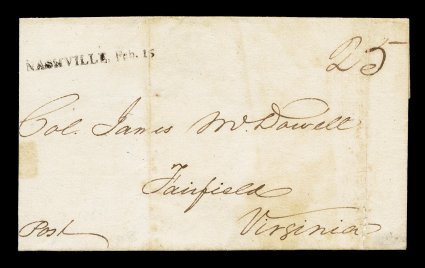 NASHVILLE, Feb. 15
25
Col. James McDowell
Fairfield
Virginia
Post